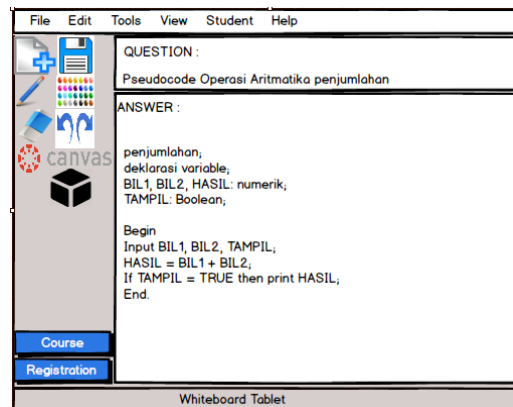 File Edit Tools View Student Help
QUESTION :
Pseudocode Operasi Aritmatika penjumlahan
ANSWER :
canvas
penjumlahan;
deklarasi variable;
BIL1, BIL2, HASIL: numerik;
TAMPIL: Boolean;
Begin
Input BIL1, BIL2, TAMPIL;
HASIL = BIL1 + BIL2;
If TAMPIL = TRUE then print HASIL;
End.
Course
Registration
Whiteboard Tablet